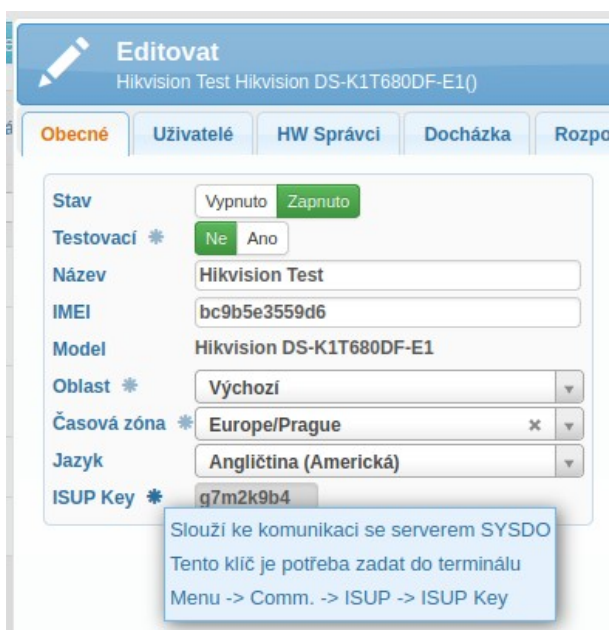 Editovat
Hikvision Test Hikvision DS-K1T680DF-E1()
Obecné Uživatelé HW Správci Docházka Rozpo
Stav Vypnuto Zapnuto
Testovací Ne Ano
Název Hikvision Test
IMEI bc9b5e3559d6
Model Hikvision DS-K1T680DF-E1
Oblast Výchozí
Časová zóna Europe/Prague
Jazyk Angličtina (Americká)
ISUP Key g7m2k9b4
Slouží ke komunikaci se serverem SYSDO
Tento klíč je potřeba zadat do terminálu
Menu -> Comm. -> ISUP -> ISUP Key